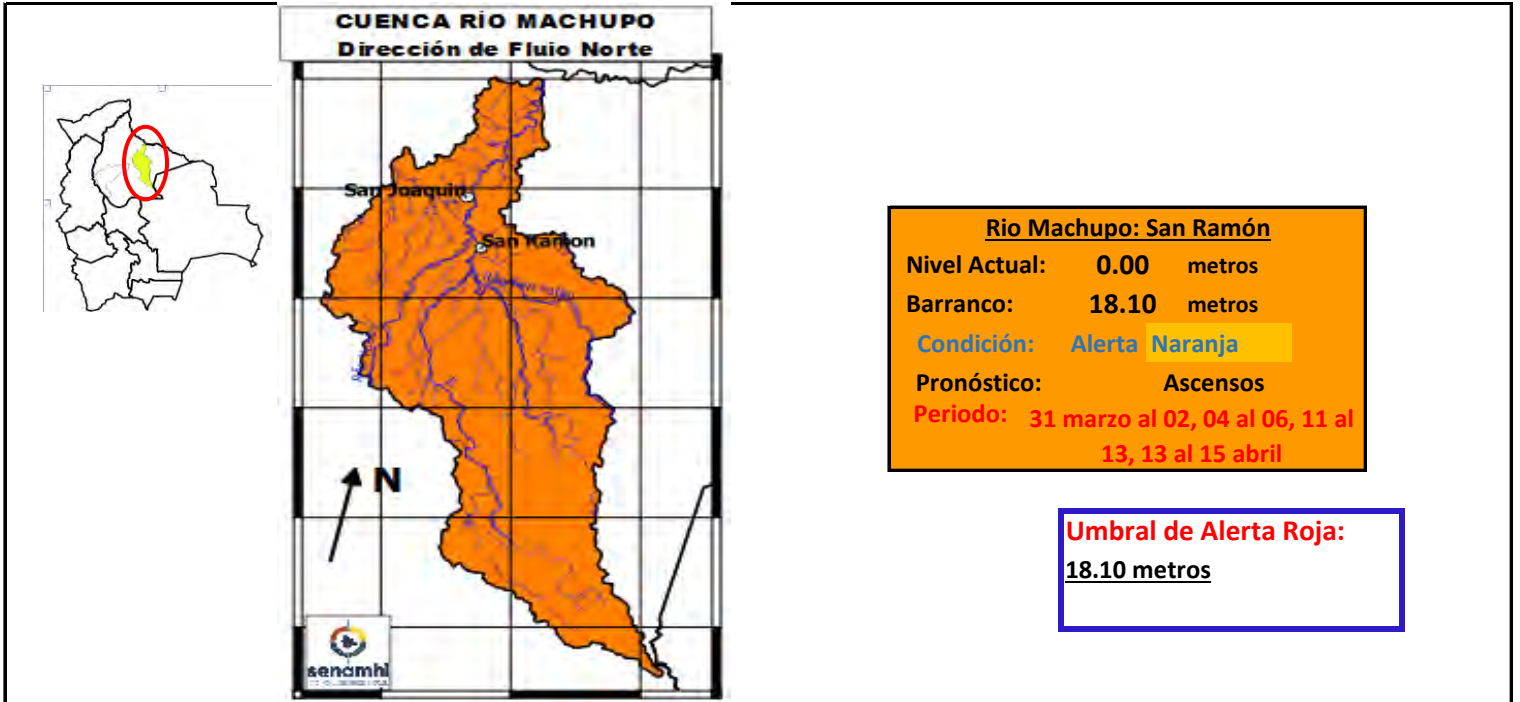 CUENCA RÍO MACHUPO
Dirección de Fluio Norte
San Joaquin
San Ramon
N
senamhi
Rio Machupo: San Ramón
Nivel Actual: 0.00 metros
Barranco: 18.10 metros
Condición: Alerta Naranja
Pronóstico: Ascensos
Periodo: 31 marzo al 02, 04 al 06, 11 al
13, 13 al 15 abril
Umbral de Alerta Roja:
18.10 metros